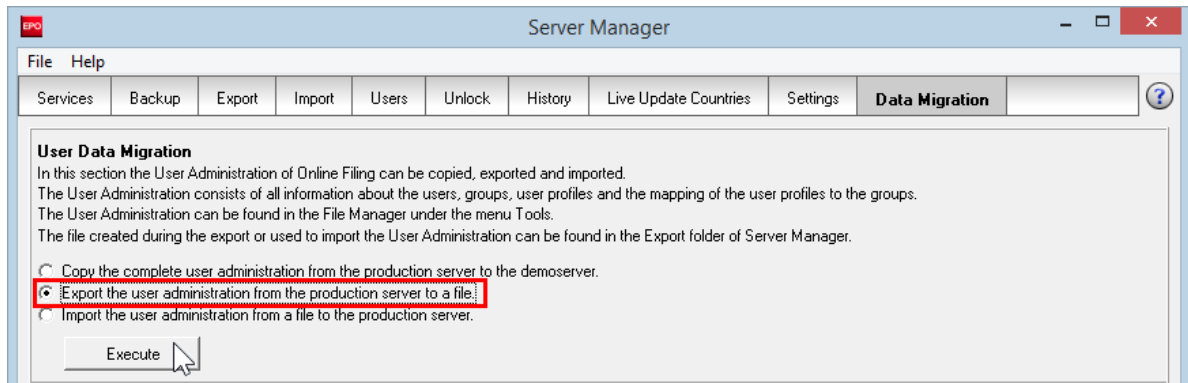 EPO
Server Manager
File Help
Services Backup Export Import Users Unlock History Live Update Countries Settings Data Migration ?
User Data Migration
In this section the User Administration of Online Filing can be copied, exported and imported.
The User Administration consists of all information about the users, groups, user profiles and the mapping of the user profiles to the groups.
The User Administration can be found in the File Manager under the menu Tools.
The file created during the export or used to import the User Administration can be found in the Export folder of Server Manager.
Copy the complete user administration from the production server to the demoserver.
Export the user administration from the production server to a file.
Import the user administration from a file to the production server.
Execute